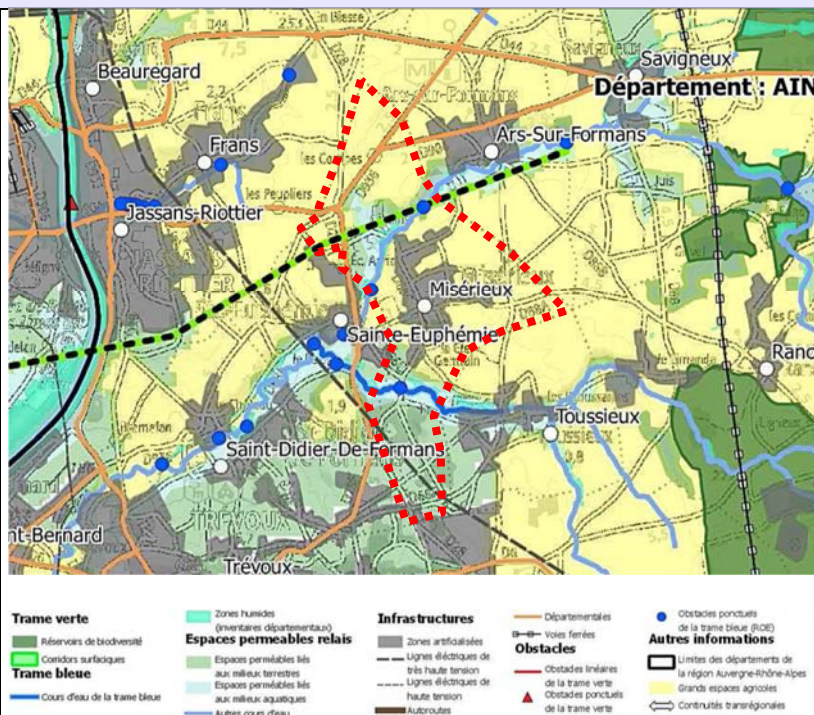 Beauregard
Savigneux
Département : AIN
Frans
Ars-Sur-Formans
les Peupliers
Jassans-Riottier
Misérieux
Sainte-Euphémie
Toussieux
Ranc
Saint-Didier-De-Formans
TRÉVOUX
nt-Bernard
Trévoux
Trame verte
Réservoirs de biodiversité
Corridors surfaciques
Trame bleue
Cours d'eau de la trame bleue
Zones humides
(inventaires départementaux)
Espaces permeables relais
Espaces perméables liés
aux milieux terrestres
Espaces perméables liés
aux milieux aquatiques
Autres cours d'eau
Infrastructures
Zones artificialisées
Lignes électriques de
très haute tension
Lignes électriques de
haute tension
Autoroutes
Départementales
Voies ferrées
Obstacles
Obstacles linéaires
de la trame verte
Obstacles ponctuels
de la trame verte
Obstacles ponctuels
de la trame bleue (ROE)
Autres informations
Limites des départements de
la région Auvergne-Rhône-Alpes
Grands espaces agricoles
Continuités transrégionales